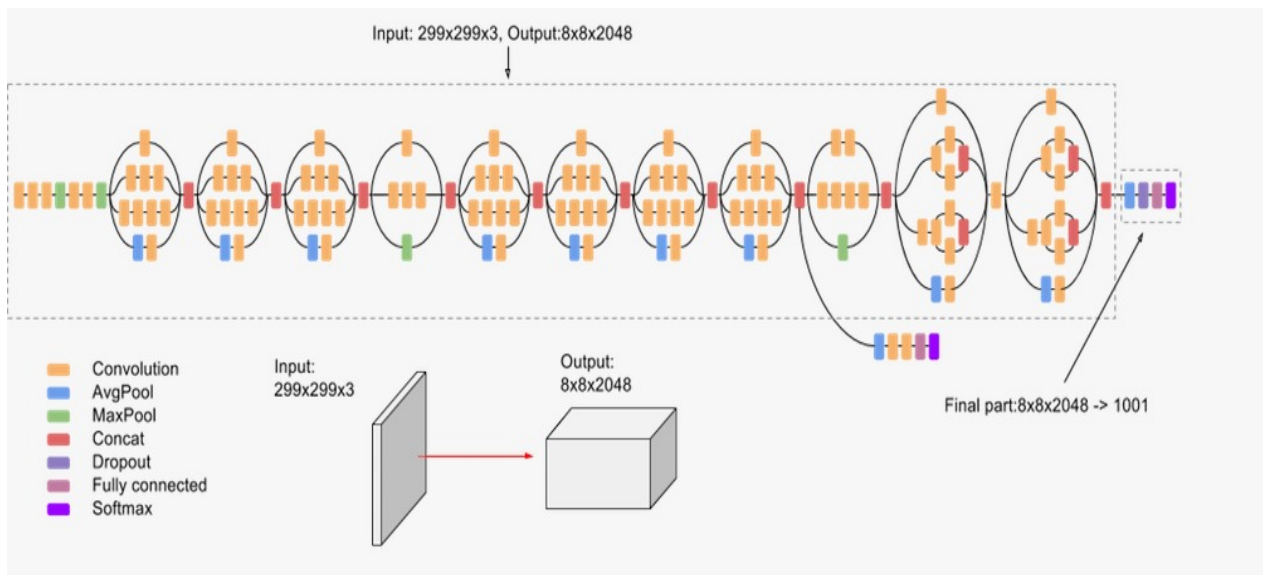 Input: 299x299x3, Output:8x8x2048
Convolution
AvgPool
MaxPool
Concat
Dropout
Fully connected
Softmax
Input:
299x299x3
Output:
8x8x2048
Final part:8x8x2048 -> 1001